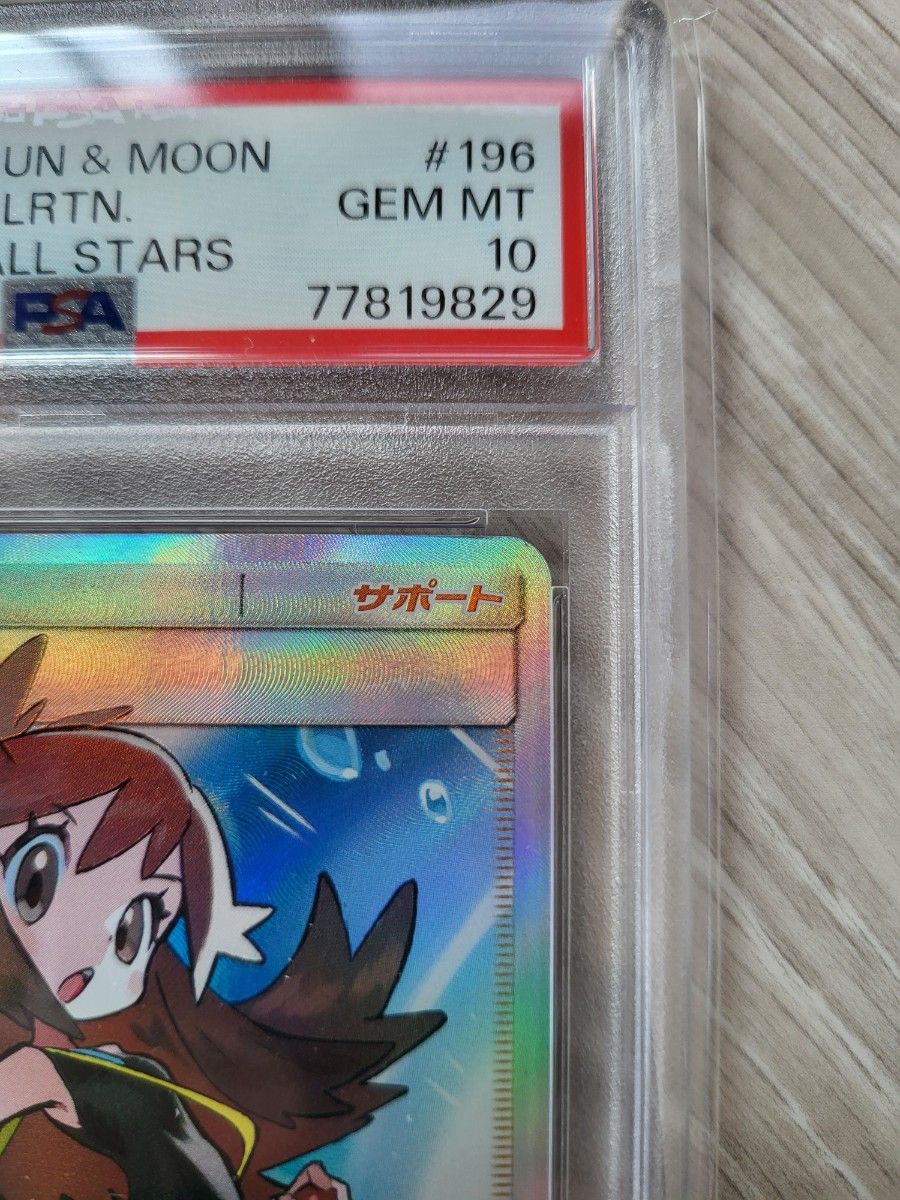 UN & MOON #196
LRTN. GEM MT
ALL STARS 10
PSA 77819829
サポート